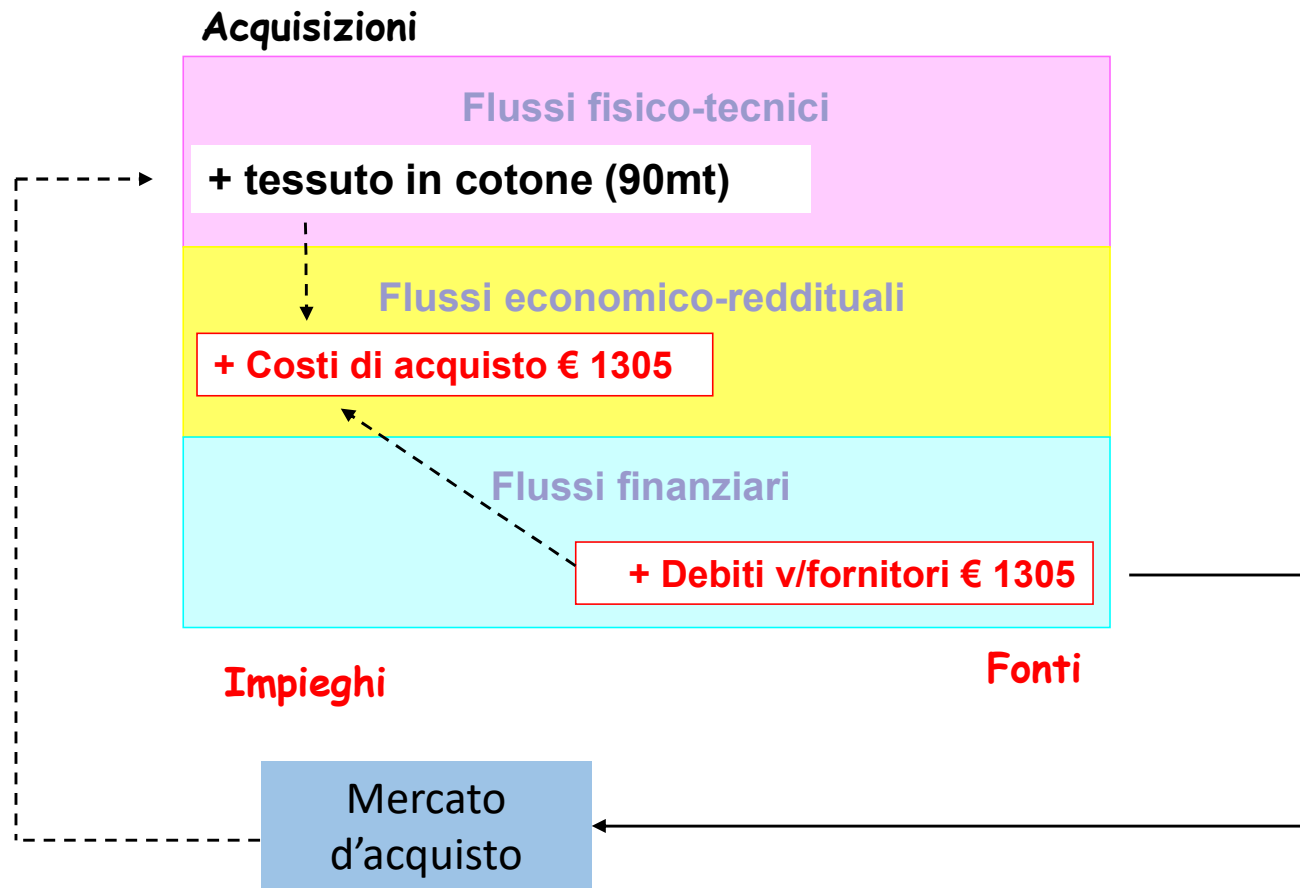 Acquisizioni
Flussi fisico-tecnici
+ tessuto in cotone (90mt)
Flussi economico-reddituali
+ Costi di acquisto € 1305
Flussi finanziari
+ Debiti v/fornitori € 1305
Impieghi
Fonti
Mercato
d’acquisto